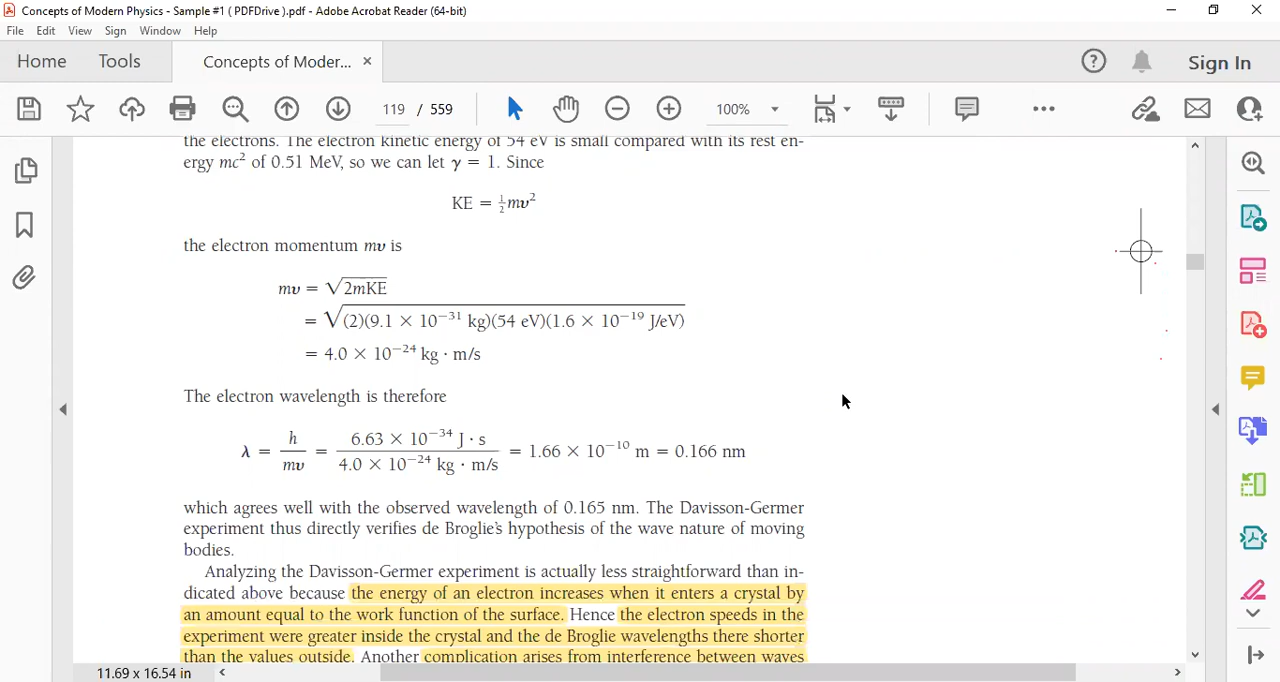 Concepts of Modern Physics - Sample #1 ( PDFDrive ).pdf - Adobe Acrobat Reader (64-bit)
File Edit View Sign Window Help
Home Tools Concepts of Moder... × Sign In
119 / 559 100%
the electrons. The electron kinetic energy of 54 eV is small compared with its rest en-
ergy mc² of 0.51 MeV, so we can let γ = 1. Since
KE = ½mv²
the electron momentum mv is
mv = √2mKE
= √(2)(9.1 × 10⁻³¹ kg)(54 eV)(1.6 × 10⁻¹⁹ J/eV)
= 4.0 × 10⁻²⁴ kg · m/s
The electron wavelength is therefore
λ = h/mv = 6.63 × 10⁻³⁴ J · s / 4.0 × 10⁻²⁴ kg · m/s = 1.66 × 10⁻¹⁰ m = 0.166 nm
which agrees well with the observed wavelength of 0.165 nm. The Davisson-Germer
experiment thus directly verifies de Broglie's hypothesis of the wave nature of moving
bodies.
Analyzing the Davisson-Germer experiment is actually less straightforward than in-
dicated above because the energy of an electron increases when it enters a crystal by
an amount equal to the work function of the surface. Hence the electron speeds in the
experiment were greater inside the crystal and the de Broglie wavelengths there shorter
than the values outside. Another complication arises from interference between waves
11.69 x 16.54 in